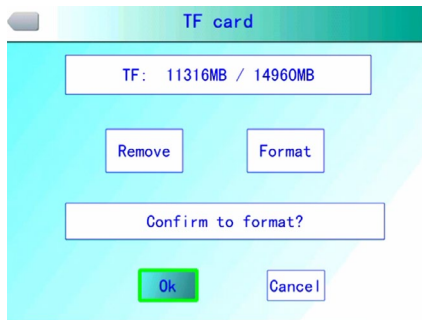 TF card
TF: 11316MB / 14960MB
Remove Format
Confirm to format?
Ok Cancel